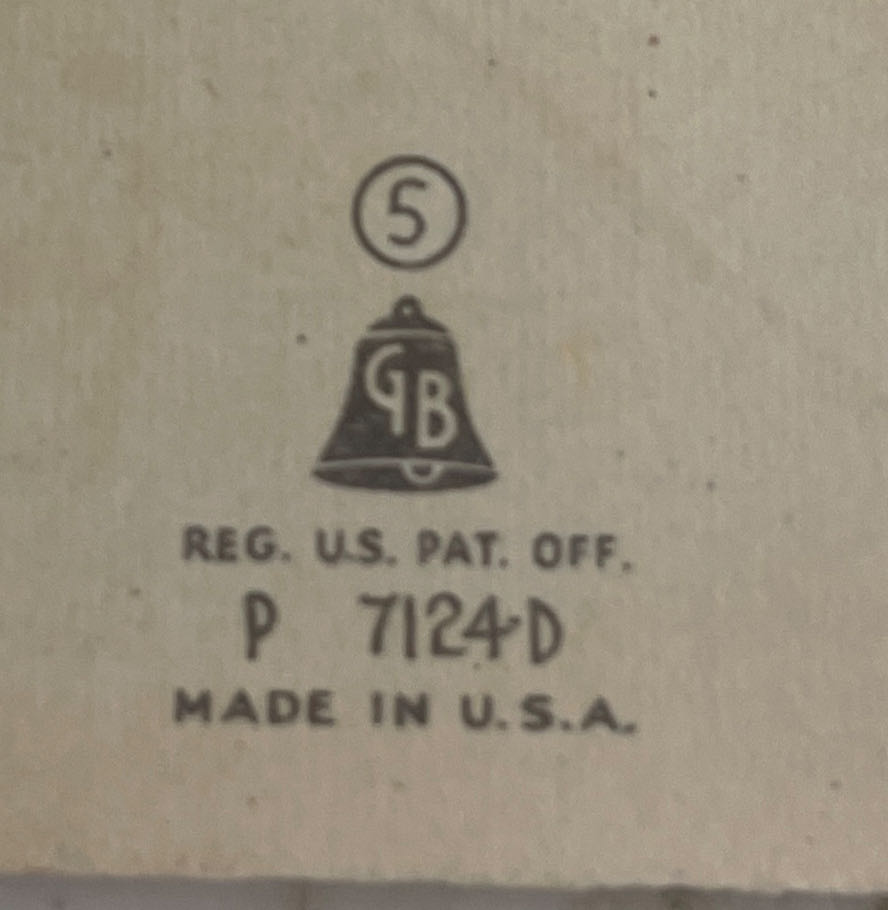 5
GB
REG. U.S. PAT. OFF.
P 7124-D
MADE IN U.S.A.